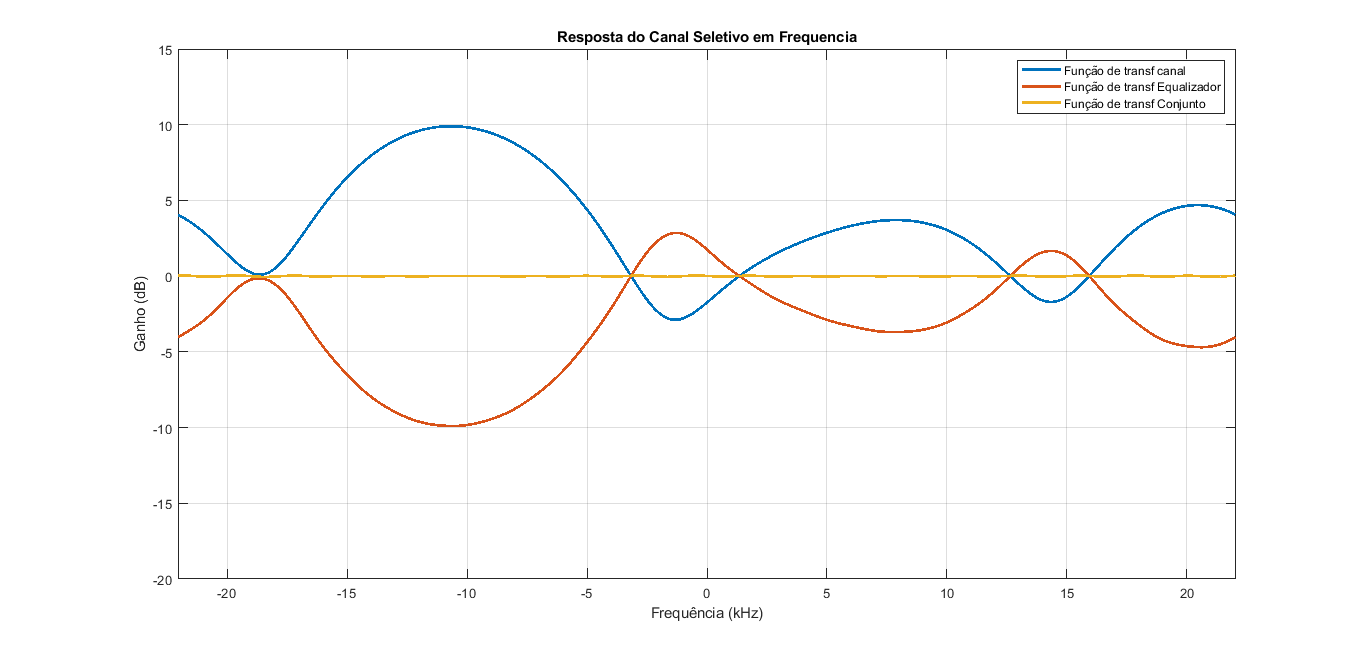 Resposta do Canal Seletivo em Frequencia
Função de transf canal
Função de transf Equalizador
Função de transf Conjunto
15
10
5
0
-5
-10
-15
-20
Ganho (dB)
-20 -15 -10 -5 0 5 10 15 20
Frequência (kHz)